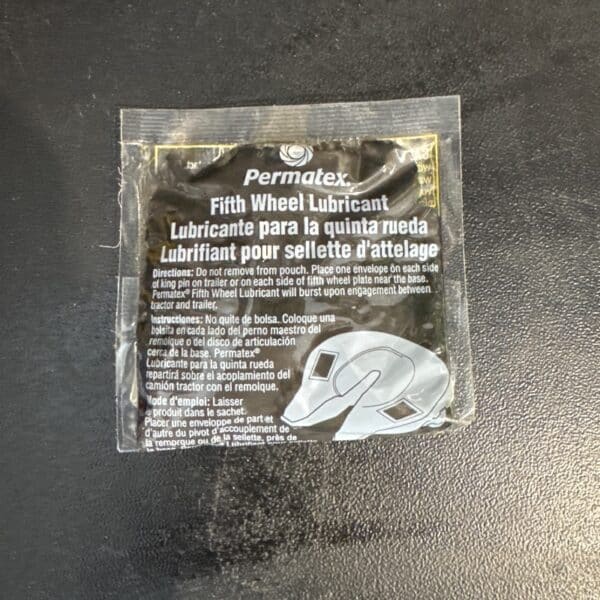 Permatex®
Fifth Wheel Lubricant
Lubricante para la quinta rueda
Lubrifiant pour sellette d'attelage
Directions: Do not remove from pouch. Place one envelope on each side
of king pin on trailer or on each side of fifth wheel plate near the base.
Permatex® Fifth Wheel Lubricant will burst upon engagement between
tractor and trailer.
Instrucciones: No quite de bolsa. Coloque una
bolsita en cada lado del perno maestro del
remolque o del disco de articulación
cerca de la base. Permatex®
Lubricante para la quinta rueda
repartirá sobre el acoplamiento del
camión tractor con el remolque.
Mode d'emploi: Laisser
le produit dans le sachet.
Placer une enveloppe de part et
d'autre du pivot d'accouplement de
la remorque ou de la sellette, près de